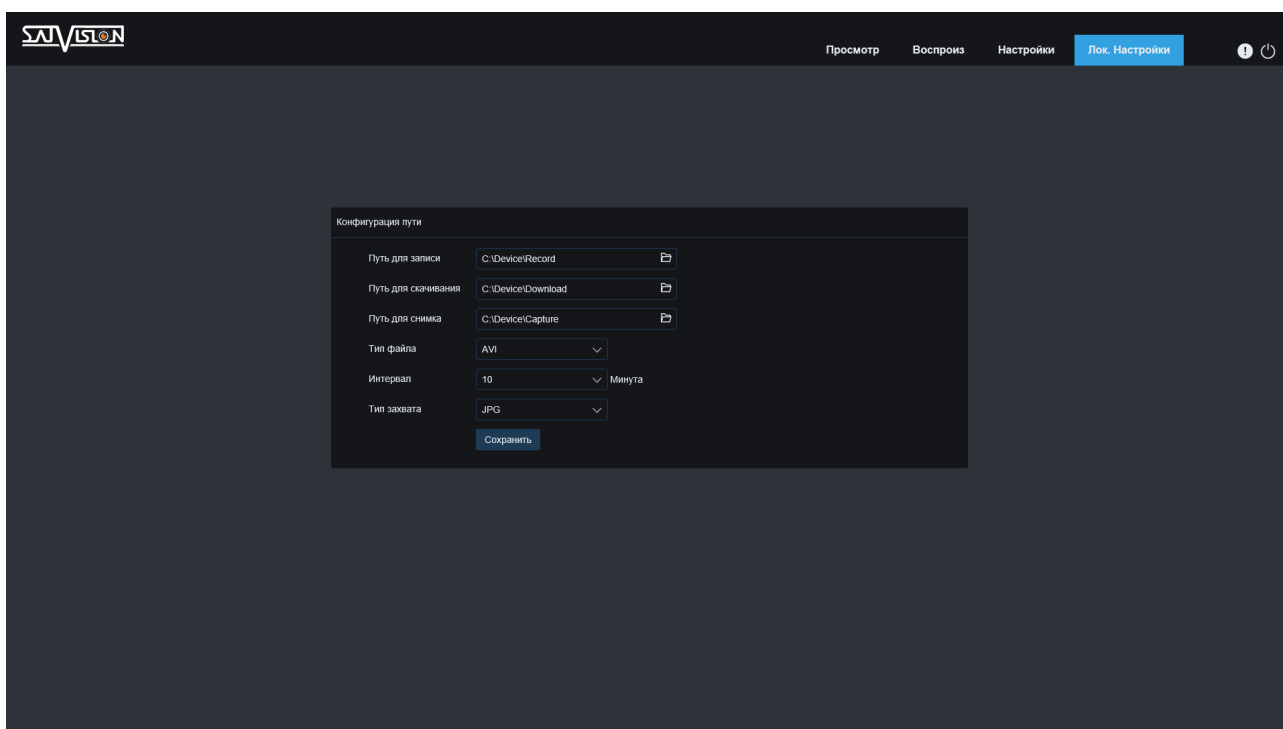 SATVISION
Просмотр Воспроиз Настройки Лок. Настройки
Конфигурация пути
Путь для записи C:\Device\Record
Путь для скачивания C:\Device\Download
Путь для снимка C:\Device\Capture
Тип файла AVI
Интервал 10 Минута
Тип захвата JPG
Сохранить